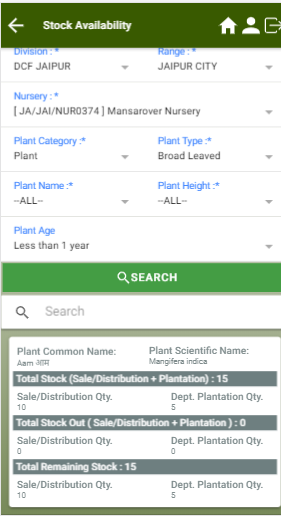 Stock Availability
Division : * Range : *
DCF JAIPUR JAIPUR CITY
Nursery : *
[ JA/JAI/NUR0374 ] Mansarover Nursery
Plant Category :* Plant Type :*
Plant Broad Leaved
Plant Name :* Plant Height :*
--ALL-- --ALL--
Plant Age
Less than 1 year
SEARCH
Search
Plant Common Name: Plant Scientific Name:
Aam आम Mangifera indica
Total Stock (Sale/Distribution + Plantation) : 15
Sale/Distribution Qty. Dept. Plantation Qty.
10 5
Total Stock Out ( Sale/Distribution + Plantation ) : 0
Sale/Distribution Qty. Dept. Plantation Qty.
0 0
Total Remaining Stock : 15
Sale/Distribution Qty. Dept. Plantation Qty.
10 5